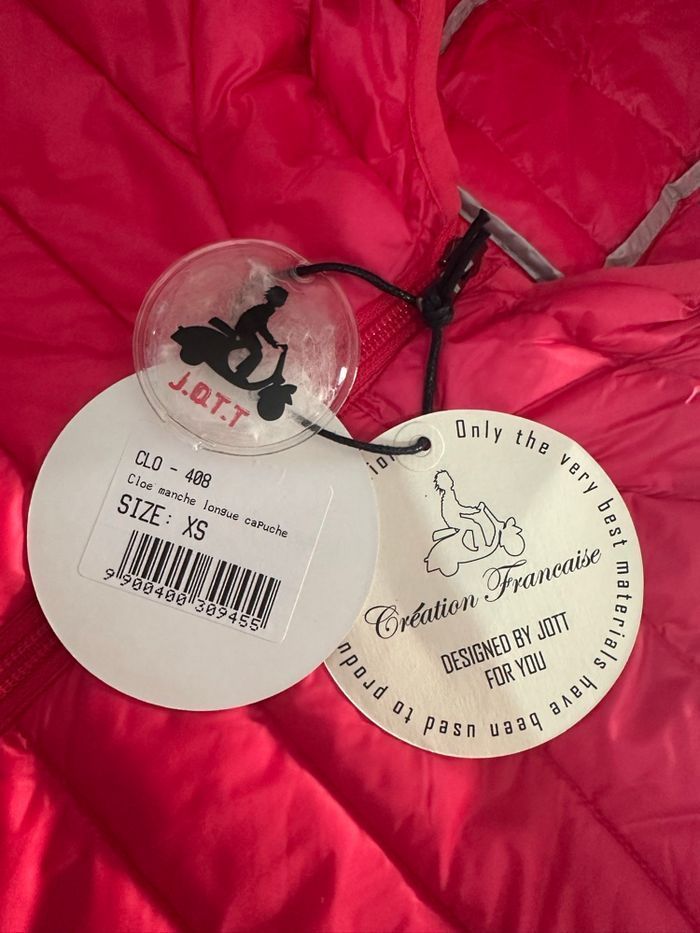 J.O.T.T
CLO - 408
Cloe manche longue capuche
SIZE: XS
9 900400 309455
Only the very best materials have been used to produ
Création Francaise
DESIGNED BY JOTT
FOR YOU